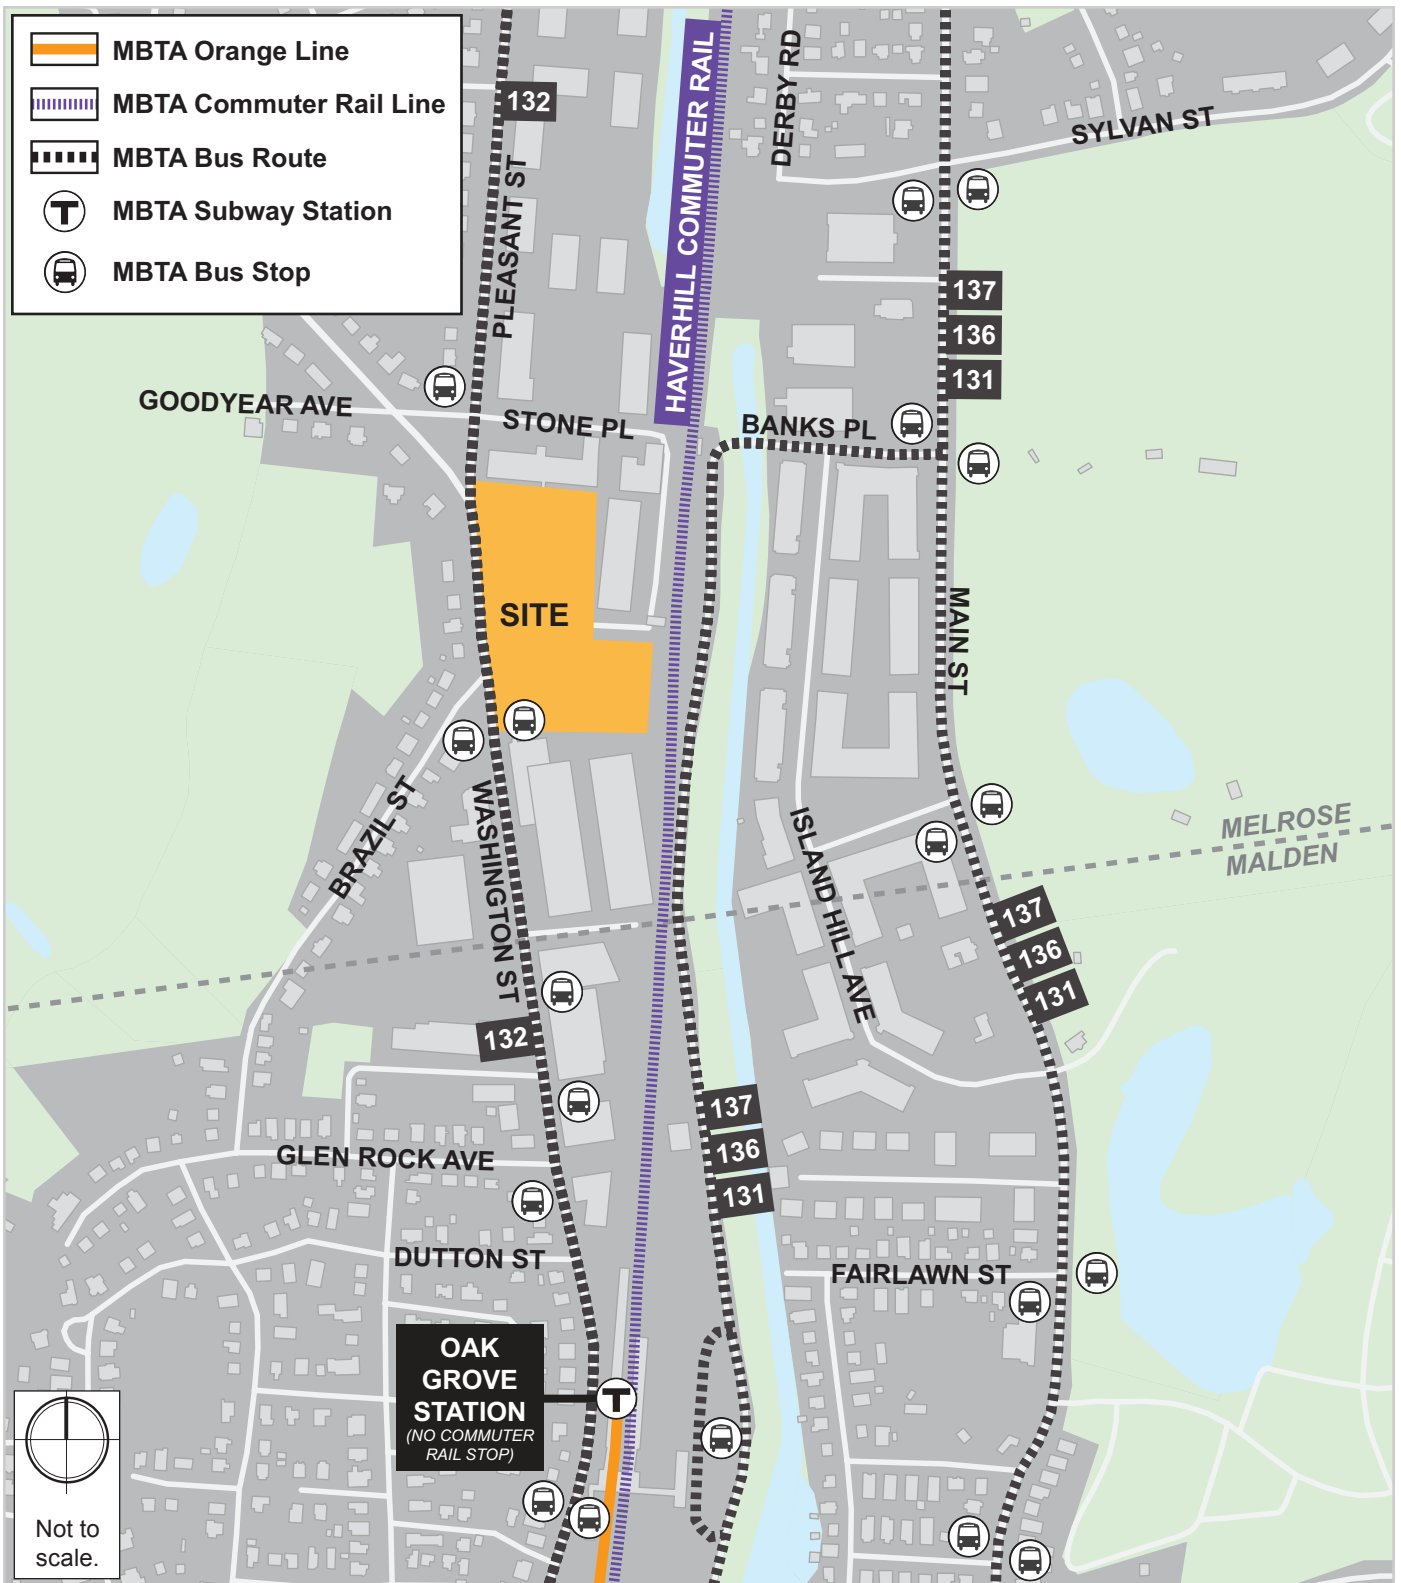 MBTA Orange Line
MBTA Commuter Rail Line
MBTA Bus Route
T
MBTA Subway Station
MBTA Bus Stop
132
PLEASANT ST
HAVERHILL COMMUTER RAIL
DERBY RD
SYLVAN ST
137
136
131
GOODYEAR AVE
STONE PL
BANKS PL
SITE
MAIN ST
BRAZIL ST
WASHINGTON ST
ISLAND HILL AVE
MELROSE
MALDEN
137
136
131
132
137
136
131
GLEN ROCK AVE
DUTTON ST
FAIRLAWN ST
OAK
GROVE
STATION
(NO COMMUTER
RAIL STOP)
T
Not to
scale.